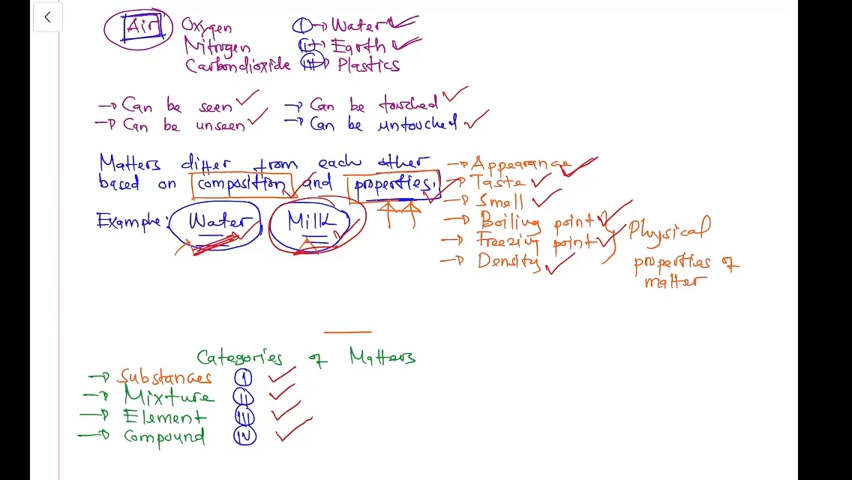 Air Oxygen I → Water
Nitrogen II → Earth
Carbondioxide III → Plastics
→ Can be seen → Can be touched
→ Can be unseen → Can be untouched
Matters differ from each other
based on composition and properties.
Example: Water Milk
→ Appearance
→ Taste
→ Smell
→ Boiling point
→ Freezing point
→ Density
Physical
properties of
matter
Categories of Matters
→ Substances I
→ Mixture II
→ Element III
→ Compound IV